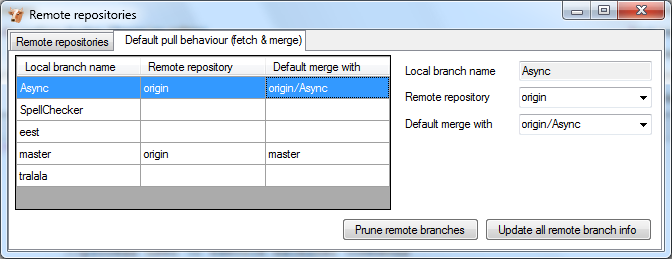 Remote repositories
Remote repositories Default pull behaviour (fetch & merge)
Local branch name Remote repository Default merge with
Async origin origin/Async
SpellChecker
eest
master origin master
tralala
Local branch name Async
Remote repository origin
Default merge with origin/Async
Prune remote branches Update all remote branch info